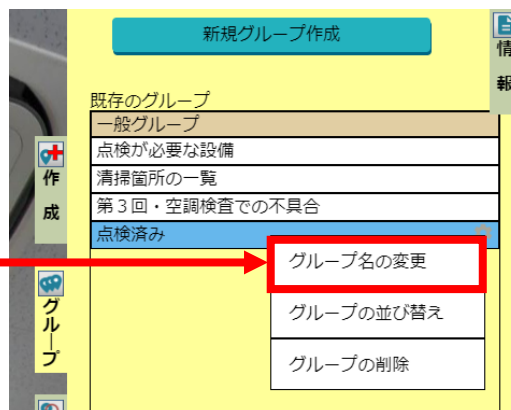 新規グループ作成
情報
既存のグループ
一般グループ
点検が必要な設備
清掃箇所の一覧
第３回・空調検査での不具合
点検済み
作成
グループ
グループ名の変更
グループの並び替え
グループの削除